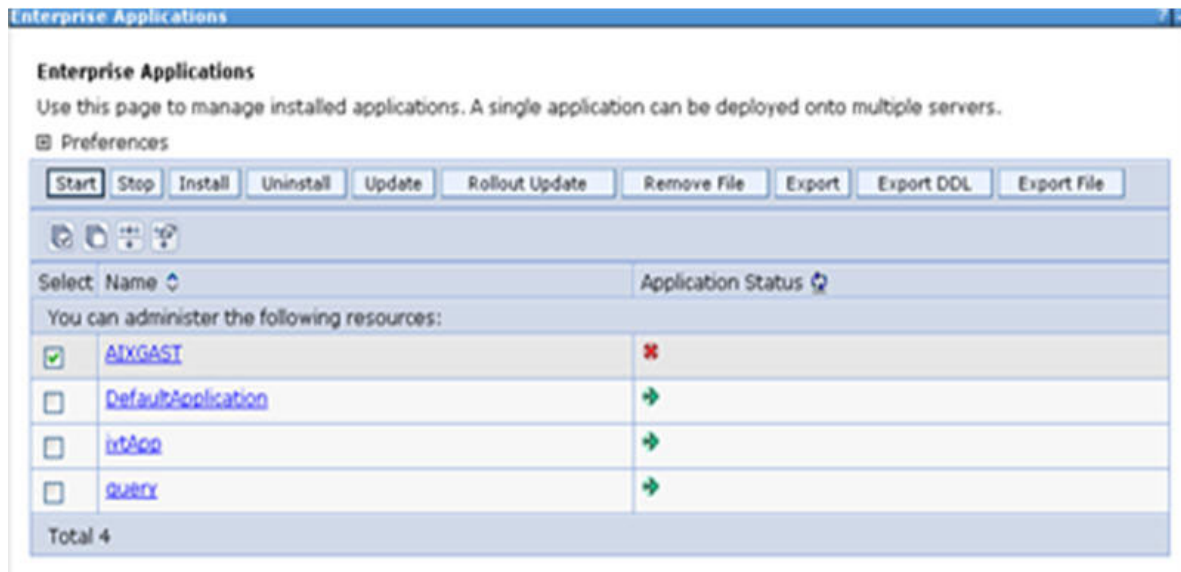 Enterprise Applications
Enterprise Applications
Use this page to manage installed applications. A single application can be deployed onto multiple servers.
Preferences
Start Stop Install Uninstall Update Rollout Update Remove File Export Export DDL Export File
Select Name Application Status
You can administer the following resources:
AIXGAST
DefaultApplication
ivtApp
query
Total 4